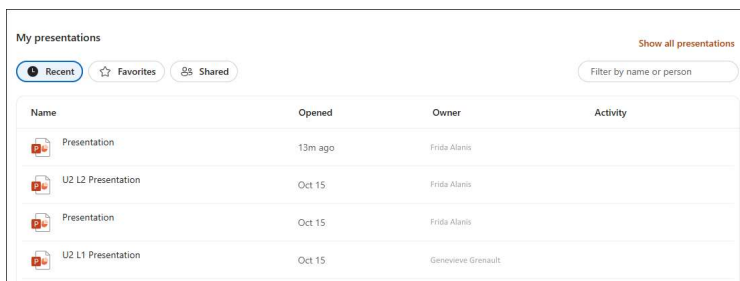 My presentations
Show all presentations
Recent
Favorites
Shared
Filter by name or person
Name Opened Owner Activity
Presentation 13m ago Frida Alanis
U2 L2 Presentation Oct 15 Frida Alanis
Presentation Oct 15 Frida Alanis
U2 L1 Presentation Oct 15 Genevieve Grenault